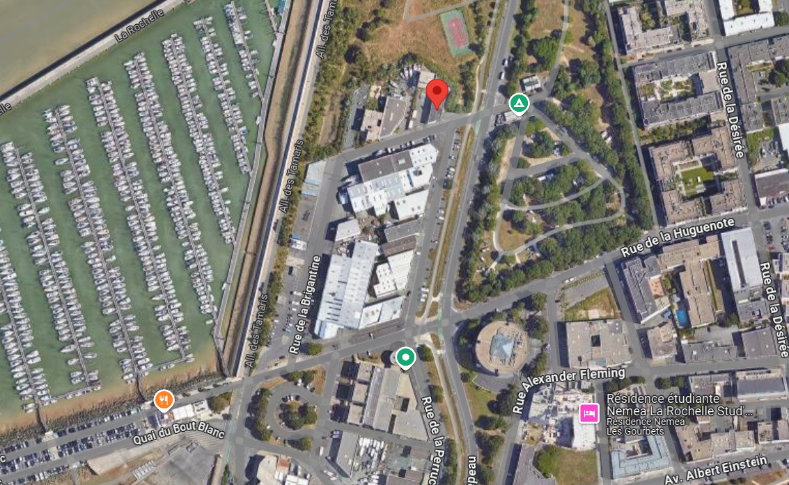 La Rochelle
All. des Tamaris
Rue de la Désirée
All. des Tamaris
Rue de la Huguenote
Rue de la Brigantine
Rue de la Désirée
All. des Tamaris
Rue Alexander Fleming
Résidence étudiante
Neméa La Rochelle Stud'...
Résidence Néméa
Les Gourbets
Rue de la Perruc
Quai du Bout Blanc
Av. Albert Einstein